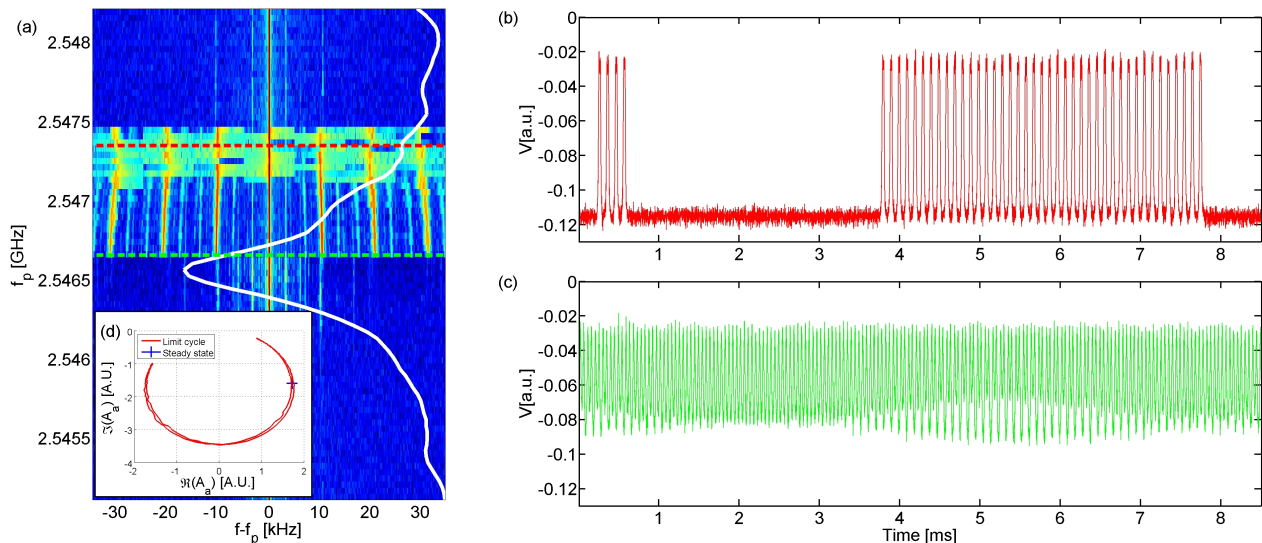 (a)
2.548
2.5475
2.547
2.5465
2.546
2.5455
f_p [GHz]
-30 -20 -10 0 10 20 30
f-f_p [kHz]
(d)
Limit cycle
Steady state
0
-1
-2
-3
-4
ℑ(A_a) [A.U.]
-2 -1 0 1 2
ℜ(A_a) [A.U.]
(b)
0
-0.02
-0.04
-0.06
-0.08
-0.1
-0.12
V[a.u.]
1 2 3 4 5 6 7 8
(c)
0
-0.02
-0.04
-0.06
-0.08
-0.1
-0.12
V[a.u.]
1 2 3 4 5 6 7 8
Time [ms]